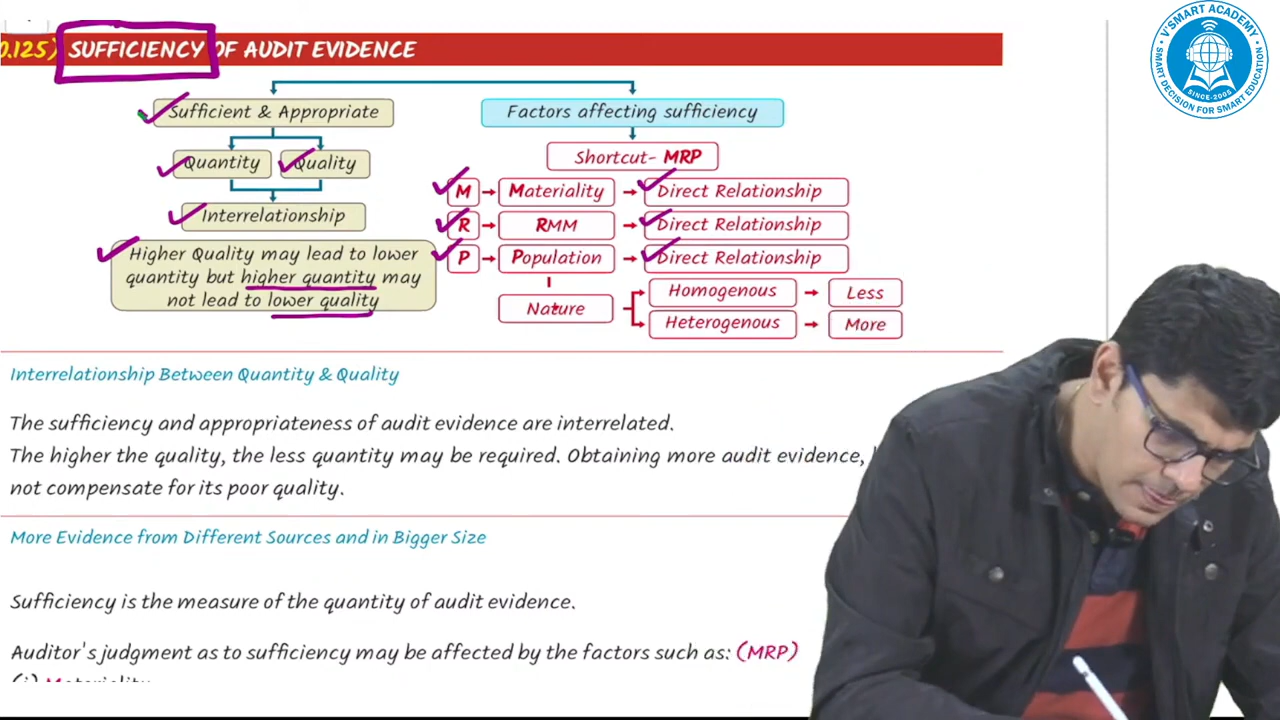 0.125) SUFFICIENCY OF AUDIT EVIDENCE
V'SMART ACADEMY
SINCE-2005
SMART DECISION FOR SMART EDUCATION
Sufficient & Appropriate
Quantity
Quality
Interrelationship
Higher Quality may lead to lower
quantity but higher quantity may
not lead to lower quality
Factors affecting sufficiency
Shortcut- MRP
M Materiality Direct Relationship
R RMM Direct Relationship
P Population Direct Relationship
Nature
Homogenous Less
Heterogenous More
Interrelationship Between Quantity & Quality
The sufficiency and appropriateness of audit evidence are interrelated.
The higher the quality, the less quantity may be required. Obtaining more audit evidence,
not compensate for its poor quality.
More Evidence from Different Sources and in Bigger Size
Sufficiency is the measure of the quantity of audit evidence.
Auditor's judgment as to sufficiency may be affected by the factors such as: (MRP)
(i) Materiality